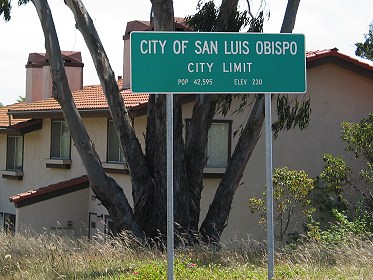 CITY OF SAN LUIS OBISPO
CITY LIMIT
POP 42,595 ELEV 230